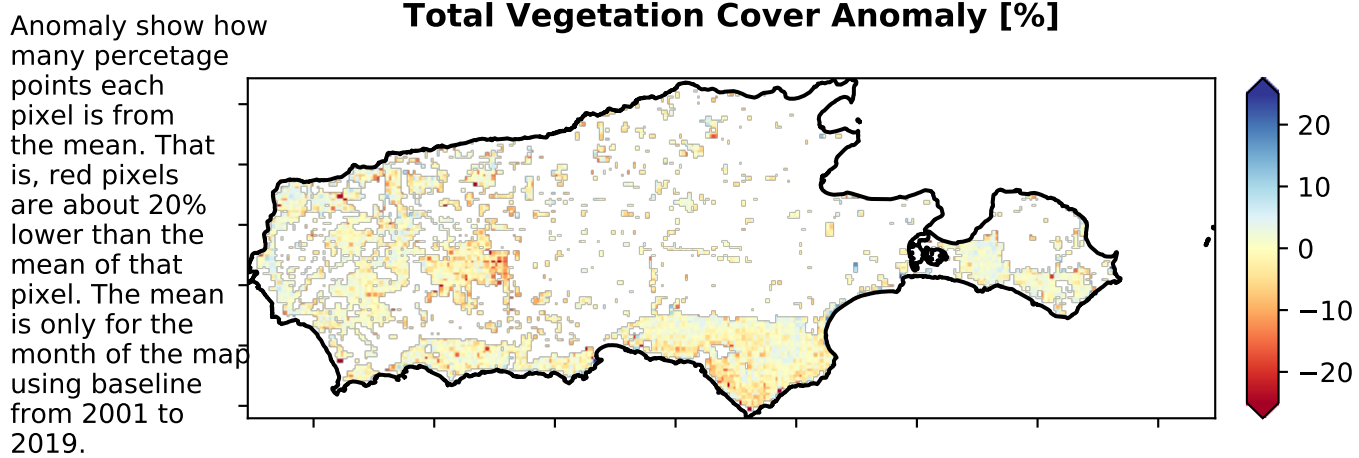 Total Vegetation Cover Anomaly [%]
Anomaly show how
many percetage
points each
pixel is from
the mean. That
is, red pixels
are about 20%
lower than the
mean of that
pixel. The mean
is only for the
month of the map
using baseline
from 2001 to
2019.
20
10
0
−10
−20